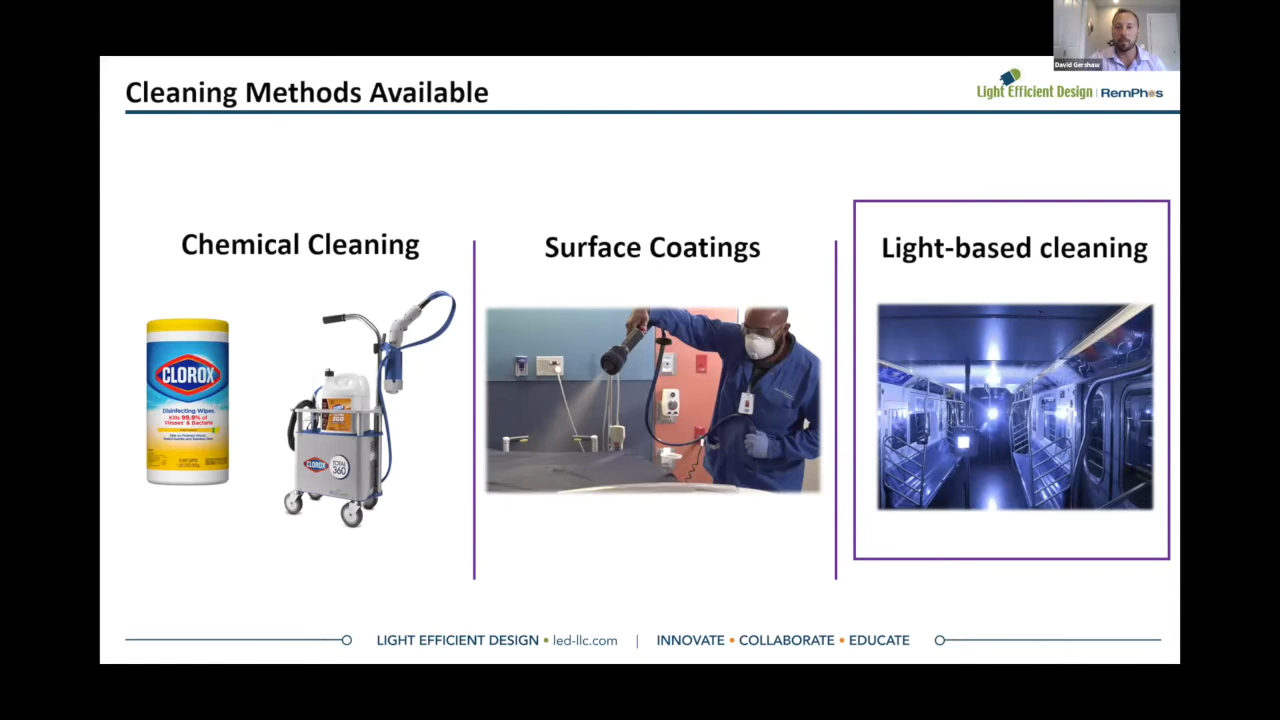 David Gershaw
Cleaning Methods Available
Light Efficient Design | RemPhos
Chemical Cleaning
Surface Coatings
Light-based cleaning
CLOROX
Disinfecting Wipes
Kills 99.9% of
Viruses & Bacteria
CLOROX
TOTAL
360
LIGHT EFFICIENT DESIGN • led-llc.com | INNOVATE • COLLABORATE • EDUCATE